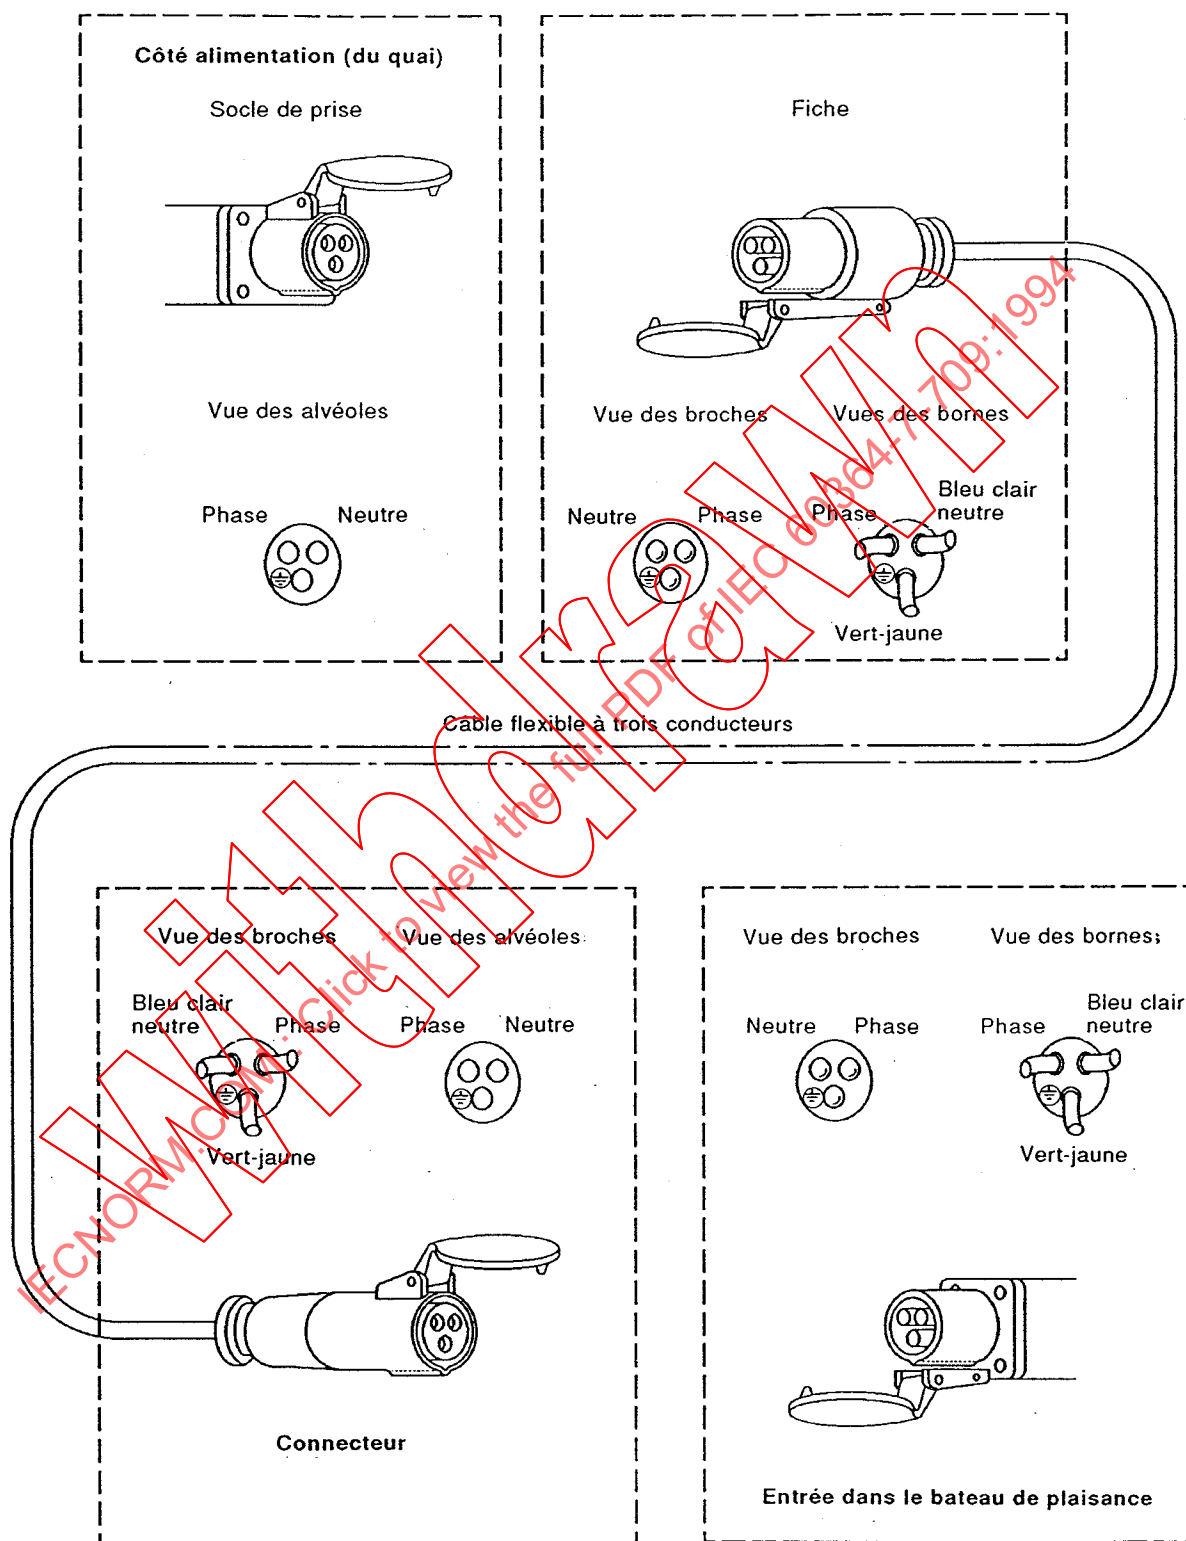 Côté alimentation (du quai)
Socle de prise
Fiche
Vue des alvéoles
Vue des broches
Vues des bornes
Phase
Neutre
Neutre
Phase
Phase
Bleu clair
neutre
Vert-jaune
Câble flexible à trois conducteurs
Vue des broches
Vue des alvéoles
Bleu clair
neutre
Phase
Phase
Neutre
Vert-jaune
Vue des broches
Vue des bornes;
Neutre
Phase
Phase
Bleu clair
neutre
Vert-jaune
Connecteur
Entrée dans le bateau de plaisance
Withdrawn
IECNORM.COM: Click to view the full PDF of IEC 60364-7-709:1994